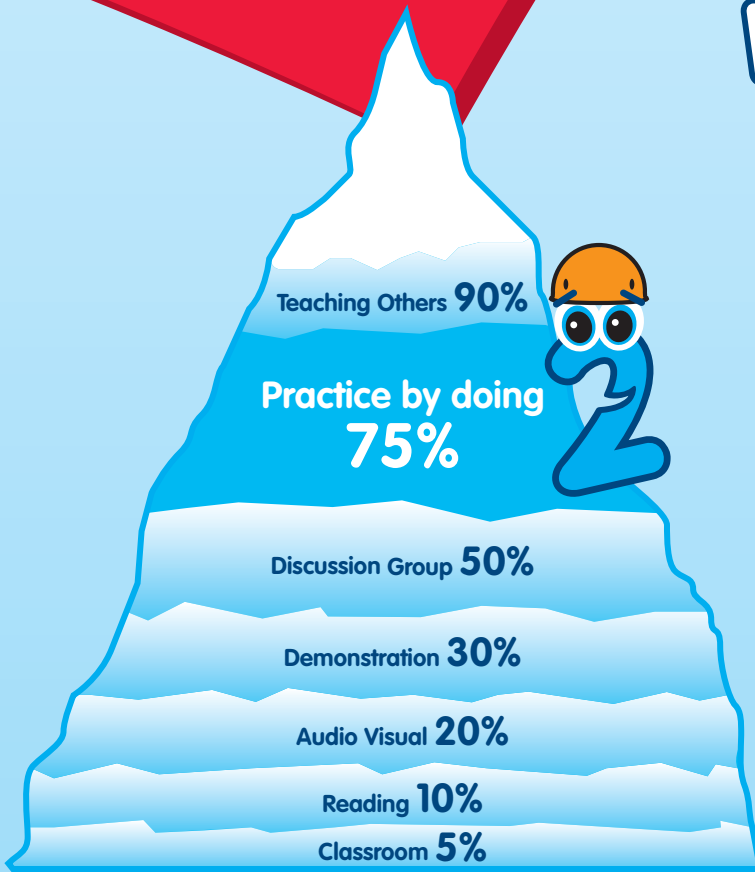 Teaching Others 90%
Practice by doing
75%
Discussion Group 50%
Demonstration 30%
Audio Visual 20%
Reading 10%
Classroom 5%